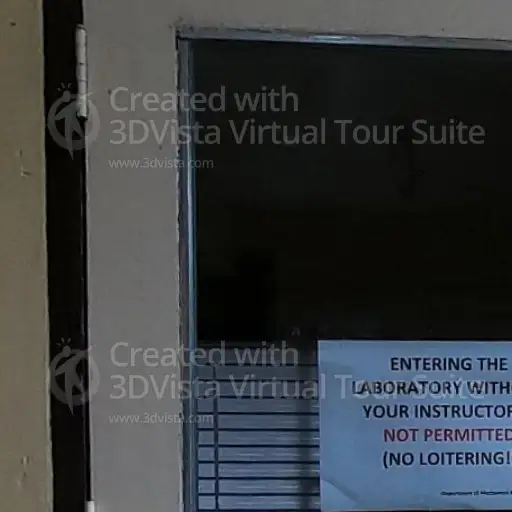 Created with
3DVista Virtual Tour Suite
www.3dvista.com
Created with
3DVista Virtual Tour Suite
www.3dvista.com
ENTERING THE
LABORATORY WITHO
YOUR INSTRUCTOR
NOT PERMITTED
(NO LOITERING!